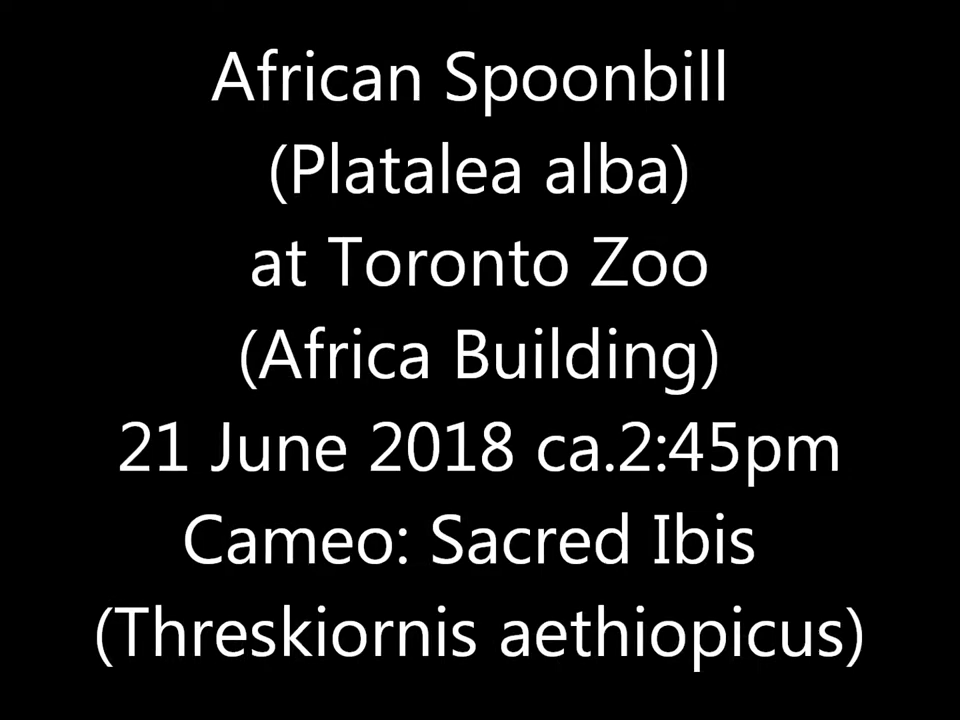 African Spoonbill
(Platalea alba)
at Toronto Zoo
(Africa Building)
21 June 2018 ca.2:45pm
Cameo: Sacred Ibis
(Threskiornis aethiopicus)